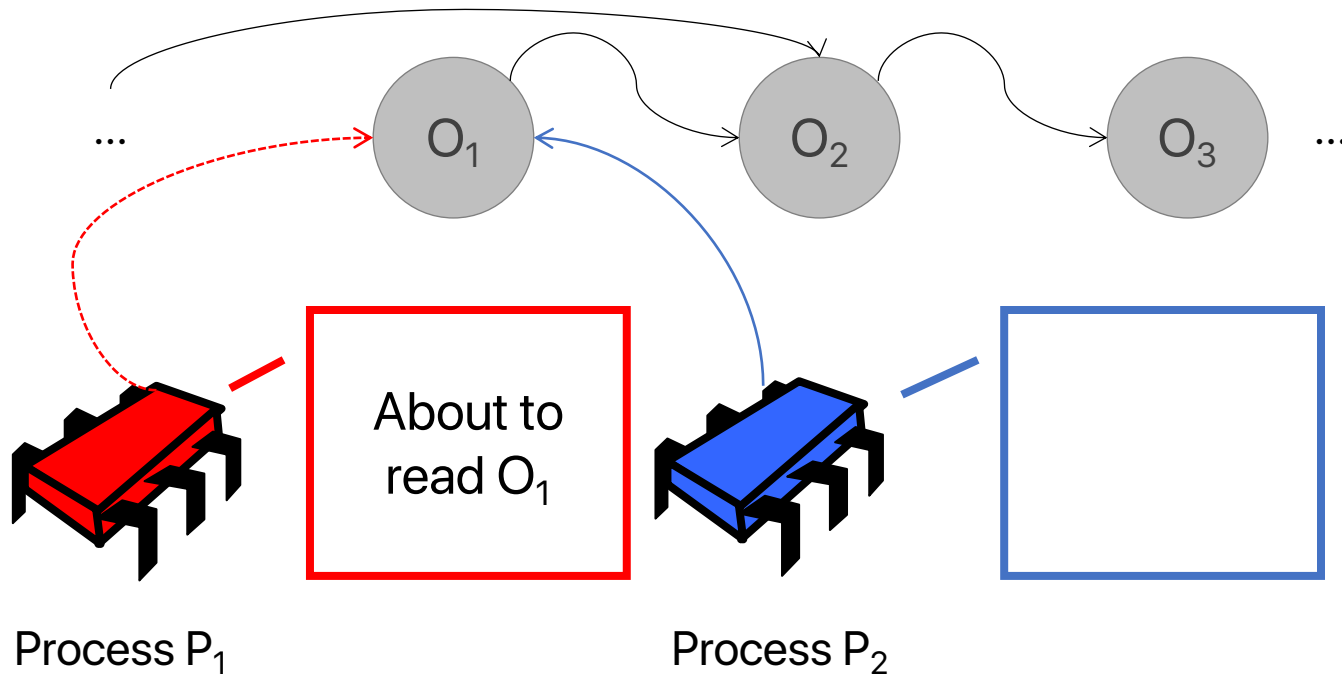 ... O₁ O₂ O₃ ...
About to
read O₁
Process P₁ Process P₂